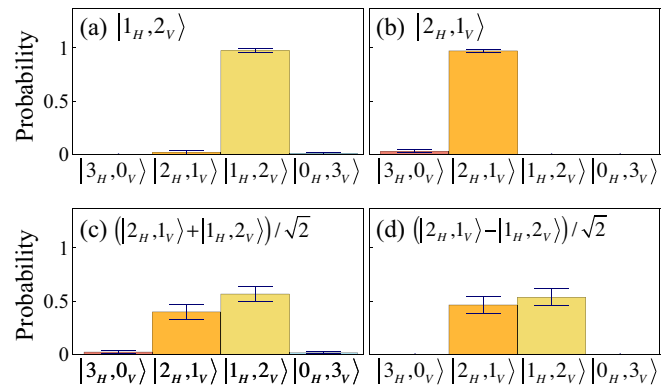 (a) |1_H,2_V⟩
(b) |2_H,1_V⟩
Probability
1
0.5
0
|3_H,0_V⟩ |2_H,1_V⟩ |1_H,2_V⟩ |0_H,3_V⟩
|3_H,0_V⟩ |2_H,1_V⟩ |1_H,2_V⟩ |0_H,3_V⟩
(c) (|2_H,1_V⟩+|1_H,2_V⟩)/√2
(d) (|2_H,1_V⟩−|1_H,2_V⟩)/√2
Probability
1
0.5
0
|3_H,0_V⟩ |2_H,1_V⟩ |1_H,2_V⟩ |0_H,3_V⟩
|3_H,0_V⟩ |2_H,1_V⟩ |1_H,2_V⟩ |0_H,3_V⟩